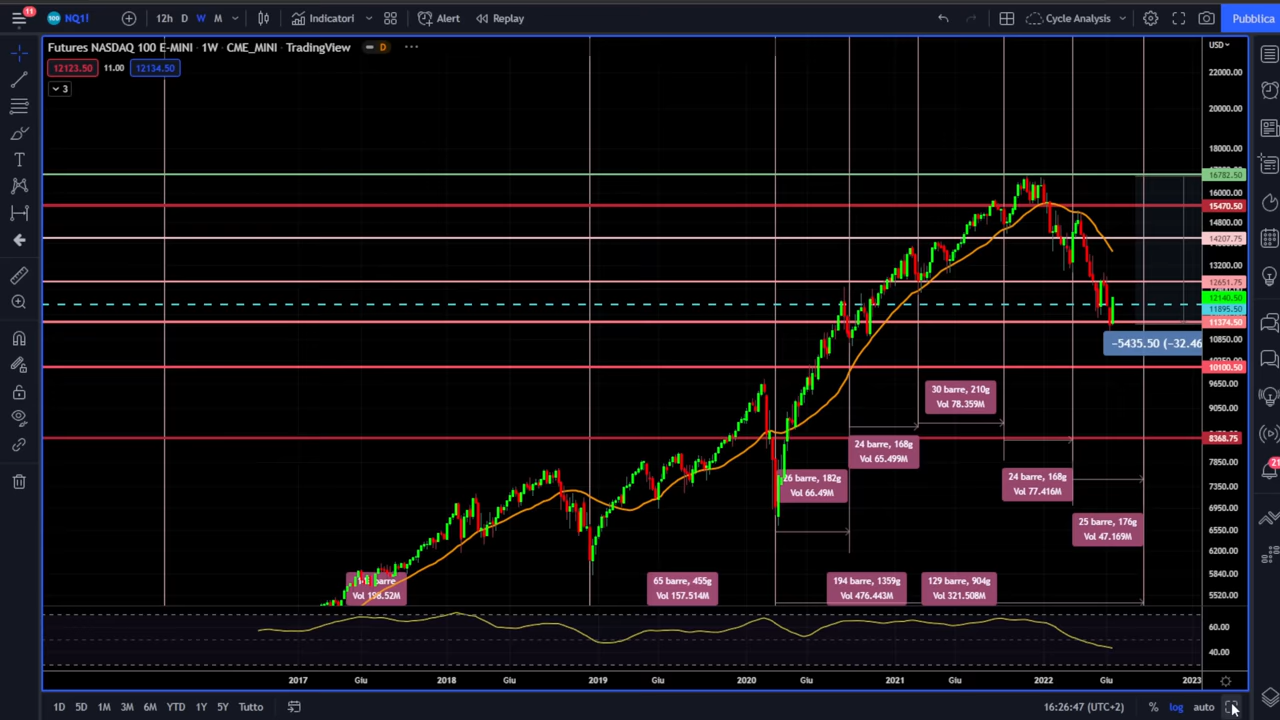 11
100 NQ1!
12h D W M
Indicatori
Alert
Replay
Cycle Analysis
Pubblica
Futures NASDAQ 100 E-MINI · 1W · CME_MINI · TradingView
D
12123.50 11.00 12134.50
3
USD
22000.00
20000.00
18000.00
16782.50
16000.00
15470.50
14800.00
14207.75
13200.00
12651.75
12140.50
11895.50
11374.50
10850.00
10100.50
9650.00
9050.00
8368.75
7850.00
7350.00
6950.00
6550.00
6200.00
5840.00
5520.00
60.00
40.00
−5435.50 (−32.46
30 barre, 210g
Vol 78.359M
24 barre, 168g
Vol 65.499M
26 barre, 182g
Vol 66.49M
24 barre, 168g
Vol 77.416M
25 barre, 176g
Vol 47.169M
barre
65 barre, 455g
Vol 157.514M
194 barre, 1359g
Vol 476.443M
129 barre, 904g
Vol 321.508M
2017 Giu 2018 Giu 2019 Giu 2020 Giu 2021 Giu 2022 Giu 2023
1D 5D 1M 3M 6M YTD 1Y 5Y Tutto
16:26:47 (UTC+2) % log auto